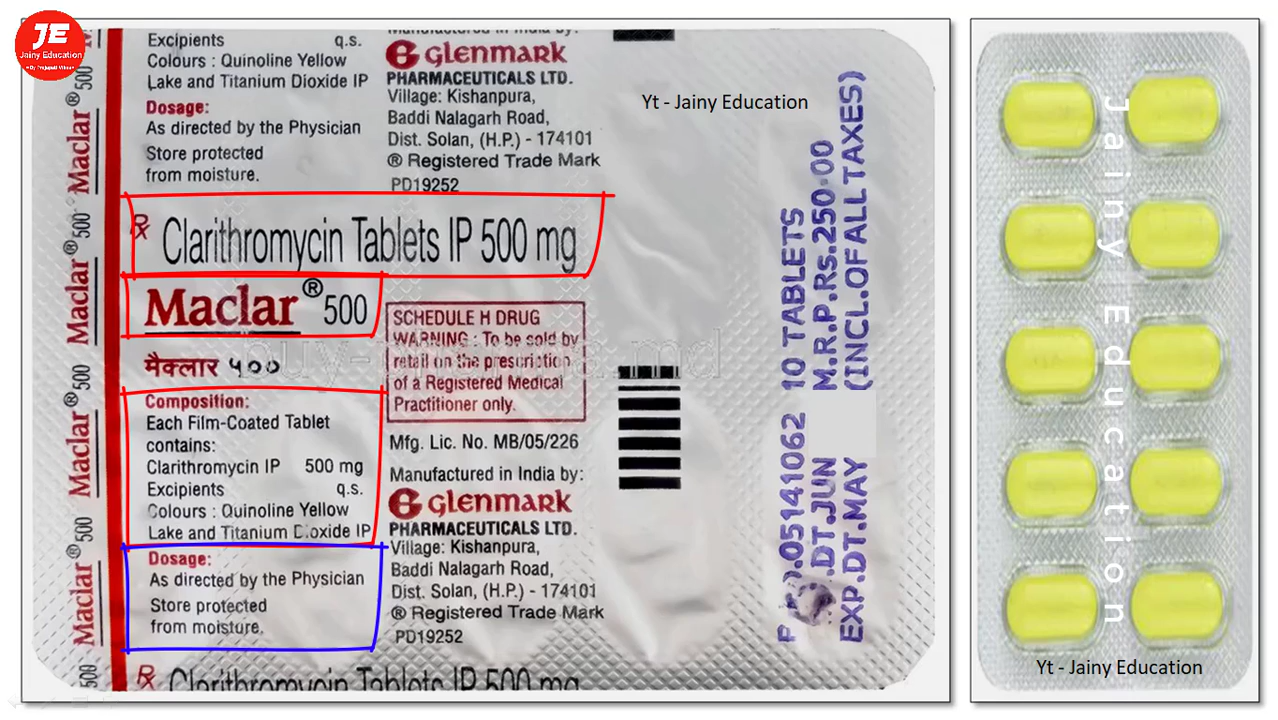 JE
Jainy Education
Maclar® 500
Maclar® 500
Maclar® 500
Maclar® 500
500
Excipients q.s.
Colours : Quinoline Yellow
Lake and Titanium Dioxide IP
Dosage:
As directed by the Physician
Store protected
from moisture.
Manufactured in India by:
GLENMARK
PHARMACEUTICALS LTD.
Village: Kishanpura,
Baddi Nalagarh Road,
Dist. Solan, (H.P.) - 174101
® Registered Trade Mark
PD19252
Yt - Jainy Education
Rx Clarithromycin Tablets IP 500 mg
Maclar® 500
मैक्लार ५००
Composition:
Each Film-Coated Tablet
contains:
Clarithromycin IP 500 mg
Excipients q.s.
Colours : Quinoline Yellow
Lake and Titanium Dioxide IP
Dosage:
As directed by the Physician
Store protected
from moisture.
SCHEDULE H DRUG
WARNING : To be sold by
retail on the prescription
of a Registered Medical
Practitioner only.
Mfg. Lic. No. MB/05/226
Manufactured in India by:
GLENMARK
PHARMACEUTICALS LTD.
Village: Kishanpura,
Baddi Nalagarh Road,
Dist. Solan, (H.P.) - 174101
® Registered Trade Mark
PD19252
Rx Clarithromycin Tablets IP 500 mg
05141062 10 TABLETS
.DT.JUN M.R.P.Rs.250.00
EXP.DT.MAY (INCL.OF ALL TAXES)
Jainy Education
Yt - Jainy Education